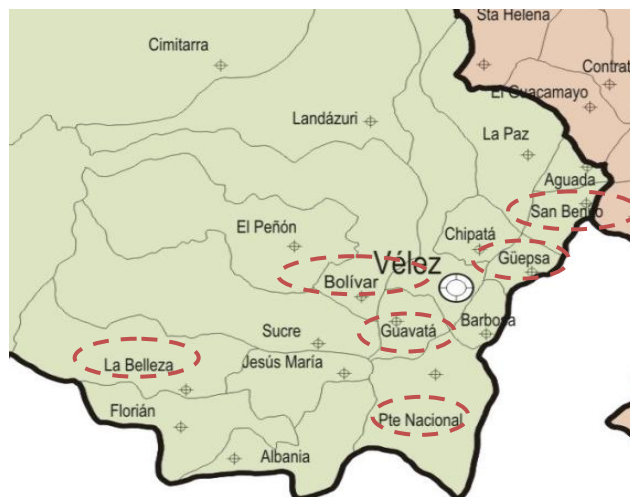 Sta Helena
Cimitarra
Contrat
El Guacamayo
Landázuri
La Paz
Aguada
San Benito
El Peñón
Chipatá
Vélez
Güepsa
Bolívar
Barbosa
Sucre
Guavatá
La Belleza
Jesús María
Florián
Pte Nacional
Albania